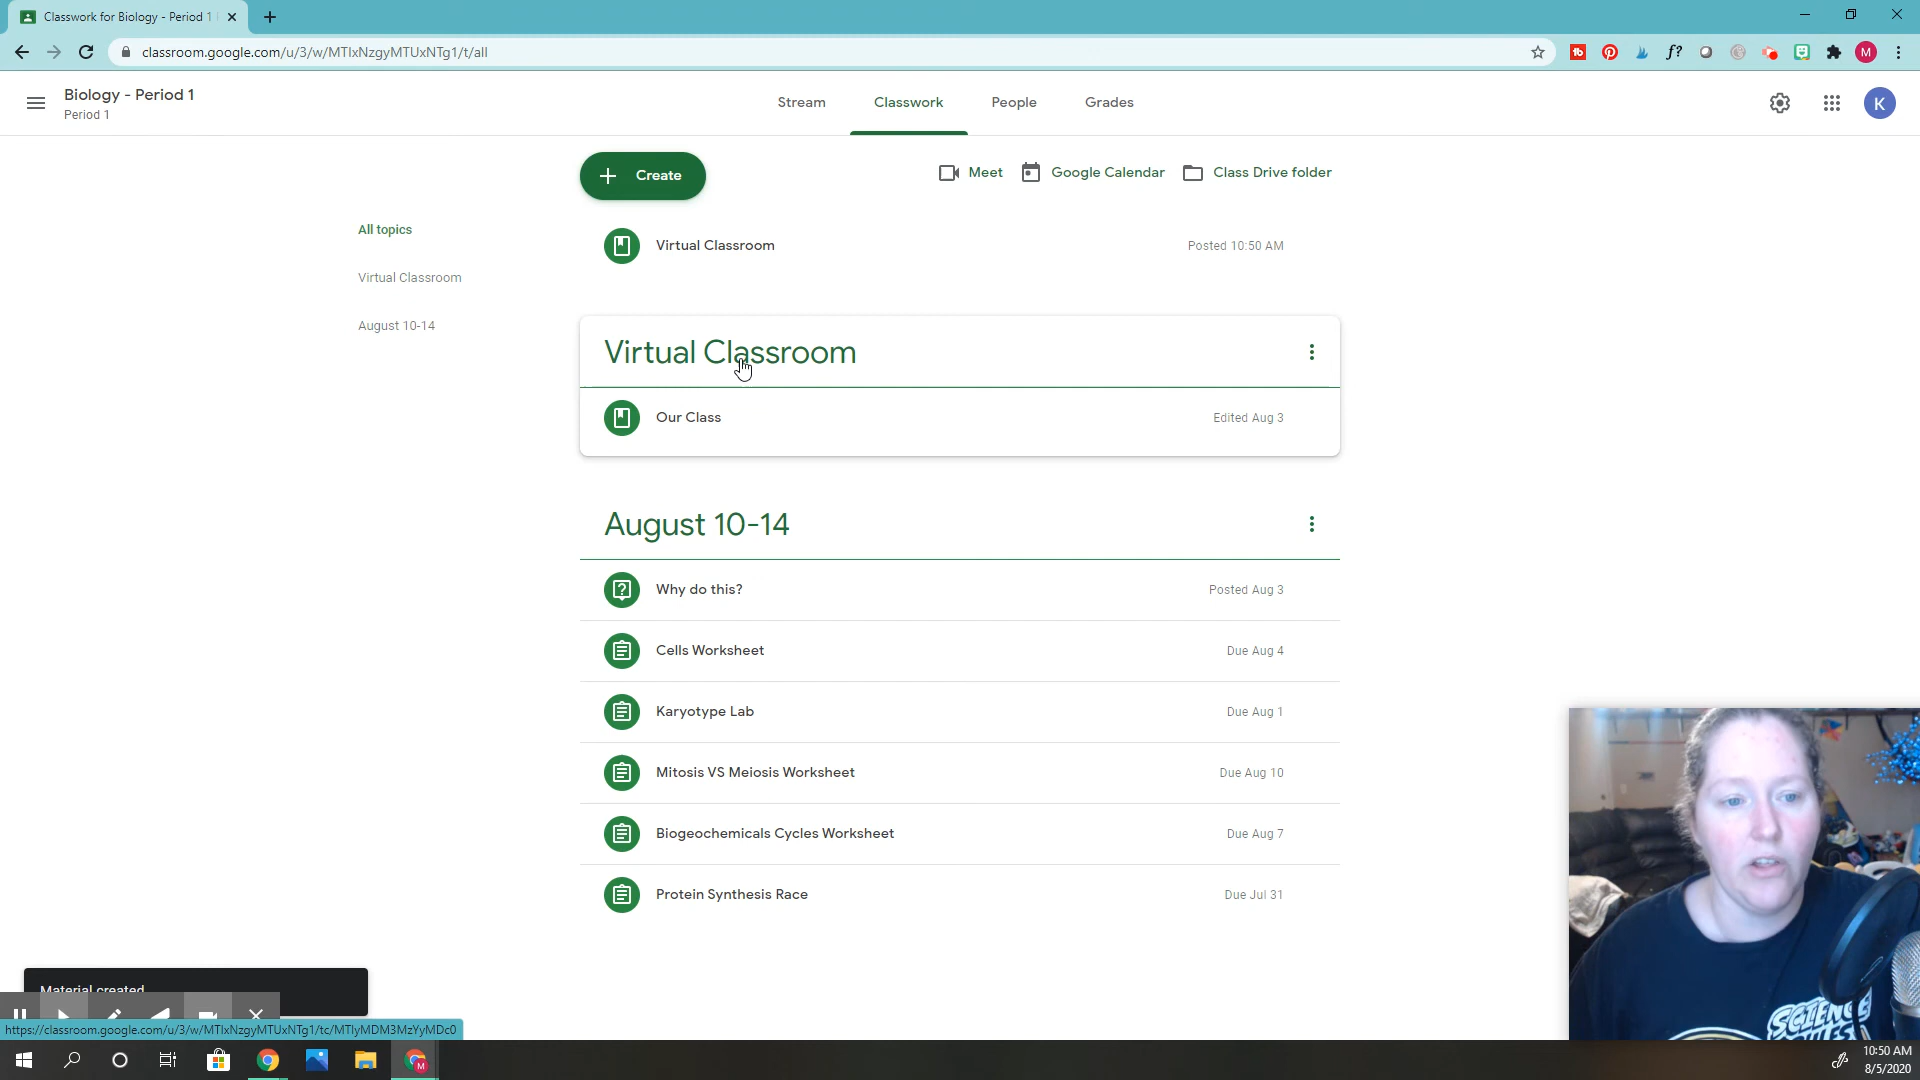 Classwork for Biology - Period 1
classroom.google.com/u/3/w/MTIxNzgyMTUxNTg1/t/all
Biology - Period 1
Period 1
Stream
Classwork
People
Grades
K
M
Create
Meet
Google Calendar
Class Drive folder
All topics
Virtual Classroom
August 10-14
Virtual Classroom
Posted 10:50 AM
Virtual Classroom
Our Class
Edited Aug 3
August 10-14
Why do this?
Posted Aug 3
Cells Worksheet
Due Aug 4
Karyotype Lab
Due Aug 1
Mitosis VS Meiosis Worksheet
Due Aug 10
Biogeochemicals Cycles Worksheet
Due Aug 7
Protein Synthesis Race
Due Jul 31
Material created
https://classroom.google.com/u/3/w/MTIxNzgyMTUxNTg1/tc/MTIyMDM3MzYyMDc0
SCIENCE
10:50 AM
8/5/2020